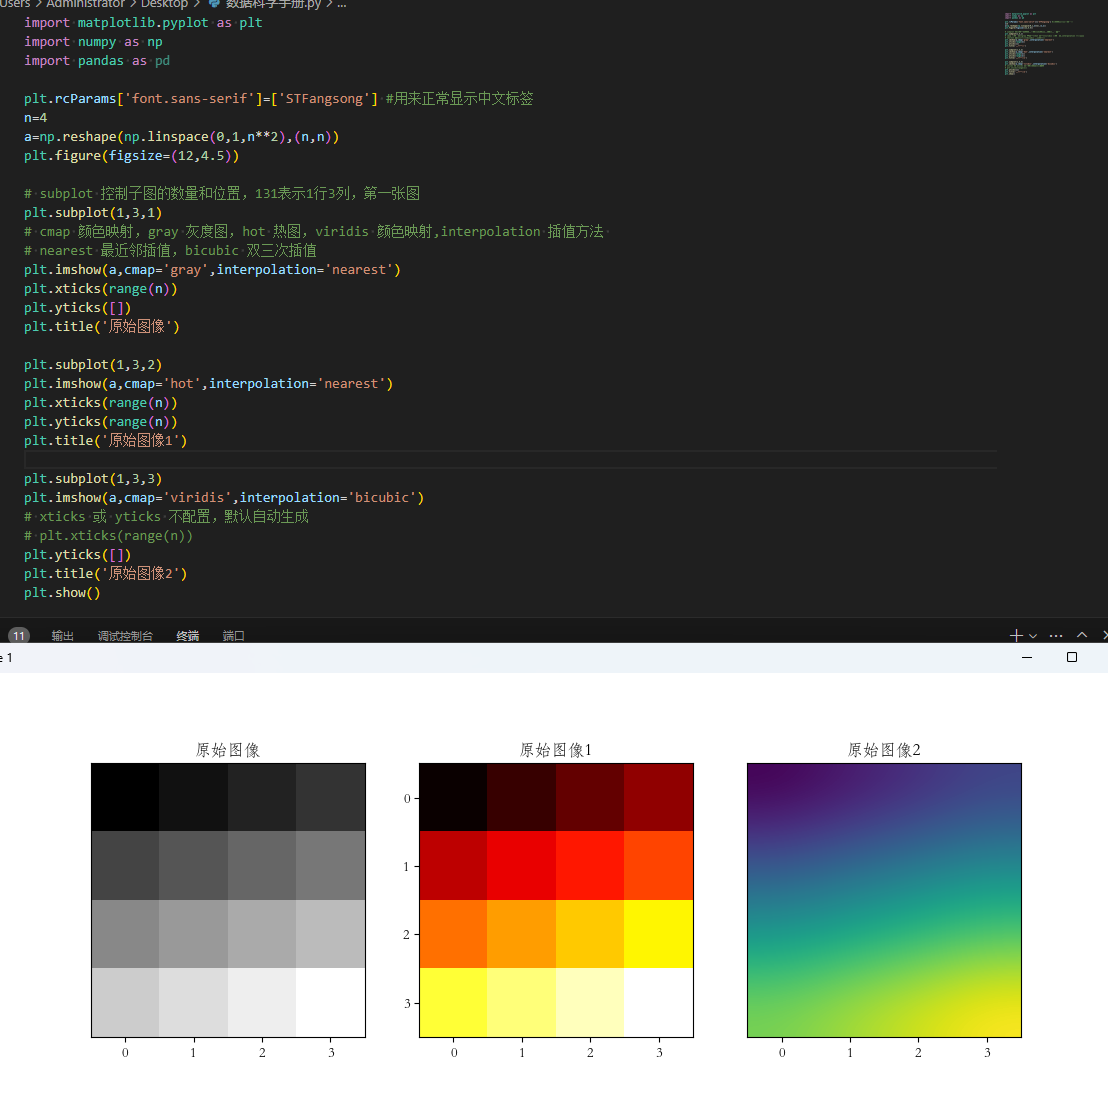 Users > Administrator > Desktop > 数据科学手册.py > ...
import matplotlib.pyplot as plt
import numpy as np
import pandas as pd
plt.rcParams['font.sans-serif']=['STFangsong'] #用来正常显示中文标签
n=4
a=np.reshape(np.linspace(0,1,n**2),(n,n))
plt.figure(figsize=(12,4.5))
# subplot 控制子图的数量和位置，131表示1行3列，第一张图
plt.subplot(1,3,1)
# cmap 颜色映射，gray 灰度图，hot 热图，viridis 颜色映射,interpolation 插值方法
# nearest 最近邻插值，bicubic 双三次插值
plt.imshow(a,cmap='gray',interpolation='nearest')
plt.xticks(range(n))
plt.yticks([])
plt.title('原始图像')
plt.subplot(1,3,2)
plt.imshow(a,cmap='hot',interpolation='nearest')
plt.xticks(range(n))
plt.yticks(range(n))
plt.title('原始图像1')
plt.subplot(1,3,3)
plt.imshow(a,cmap='viridis',interpolation='bicubic')
# xticks 或 yticks 不配置，默认自动生成
# plt.xticks(range(n))
plt.yticks([])
plt.title('原始图像2')
plt.show()
11 输出 调试控制台 终端 端口
e 1
原始图像 原始图像1 原始图像2
0
1
2
3
0 1 2 3 0 1 2 3 0 1 2 3